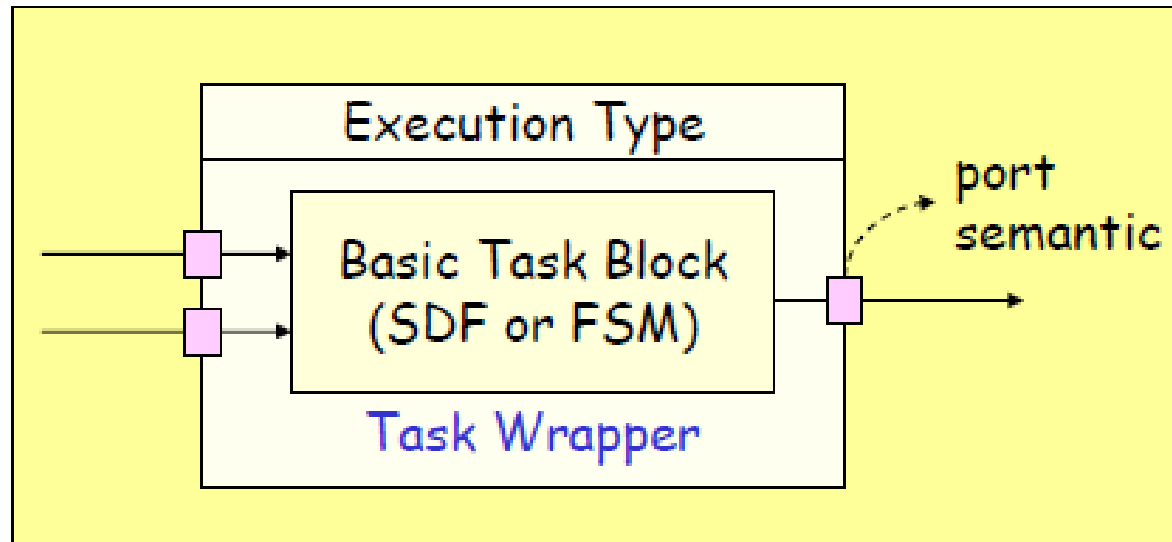 Execution Type
port
semantic
Basic Task Block
(SDF or FSM)
Task Wrapper